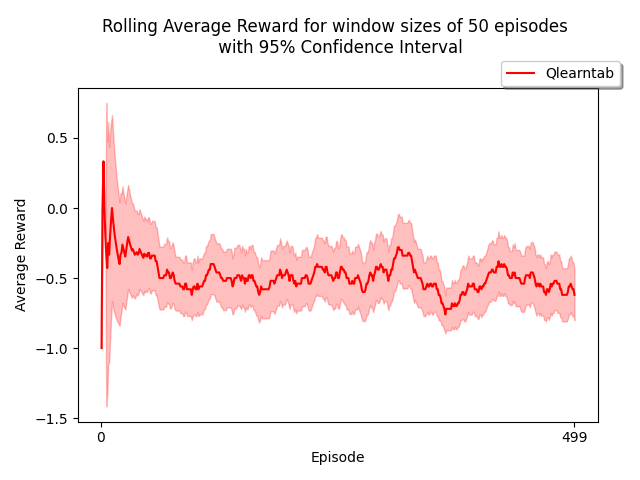 Rolling Average Reward for window sizes of 50 episodes
with 95% Confidence Interval
Qlearntab
Average Reward
0.5
0.0
−0.5
−1.0
−1.5
0
499
Episode